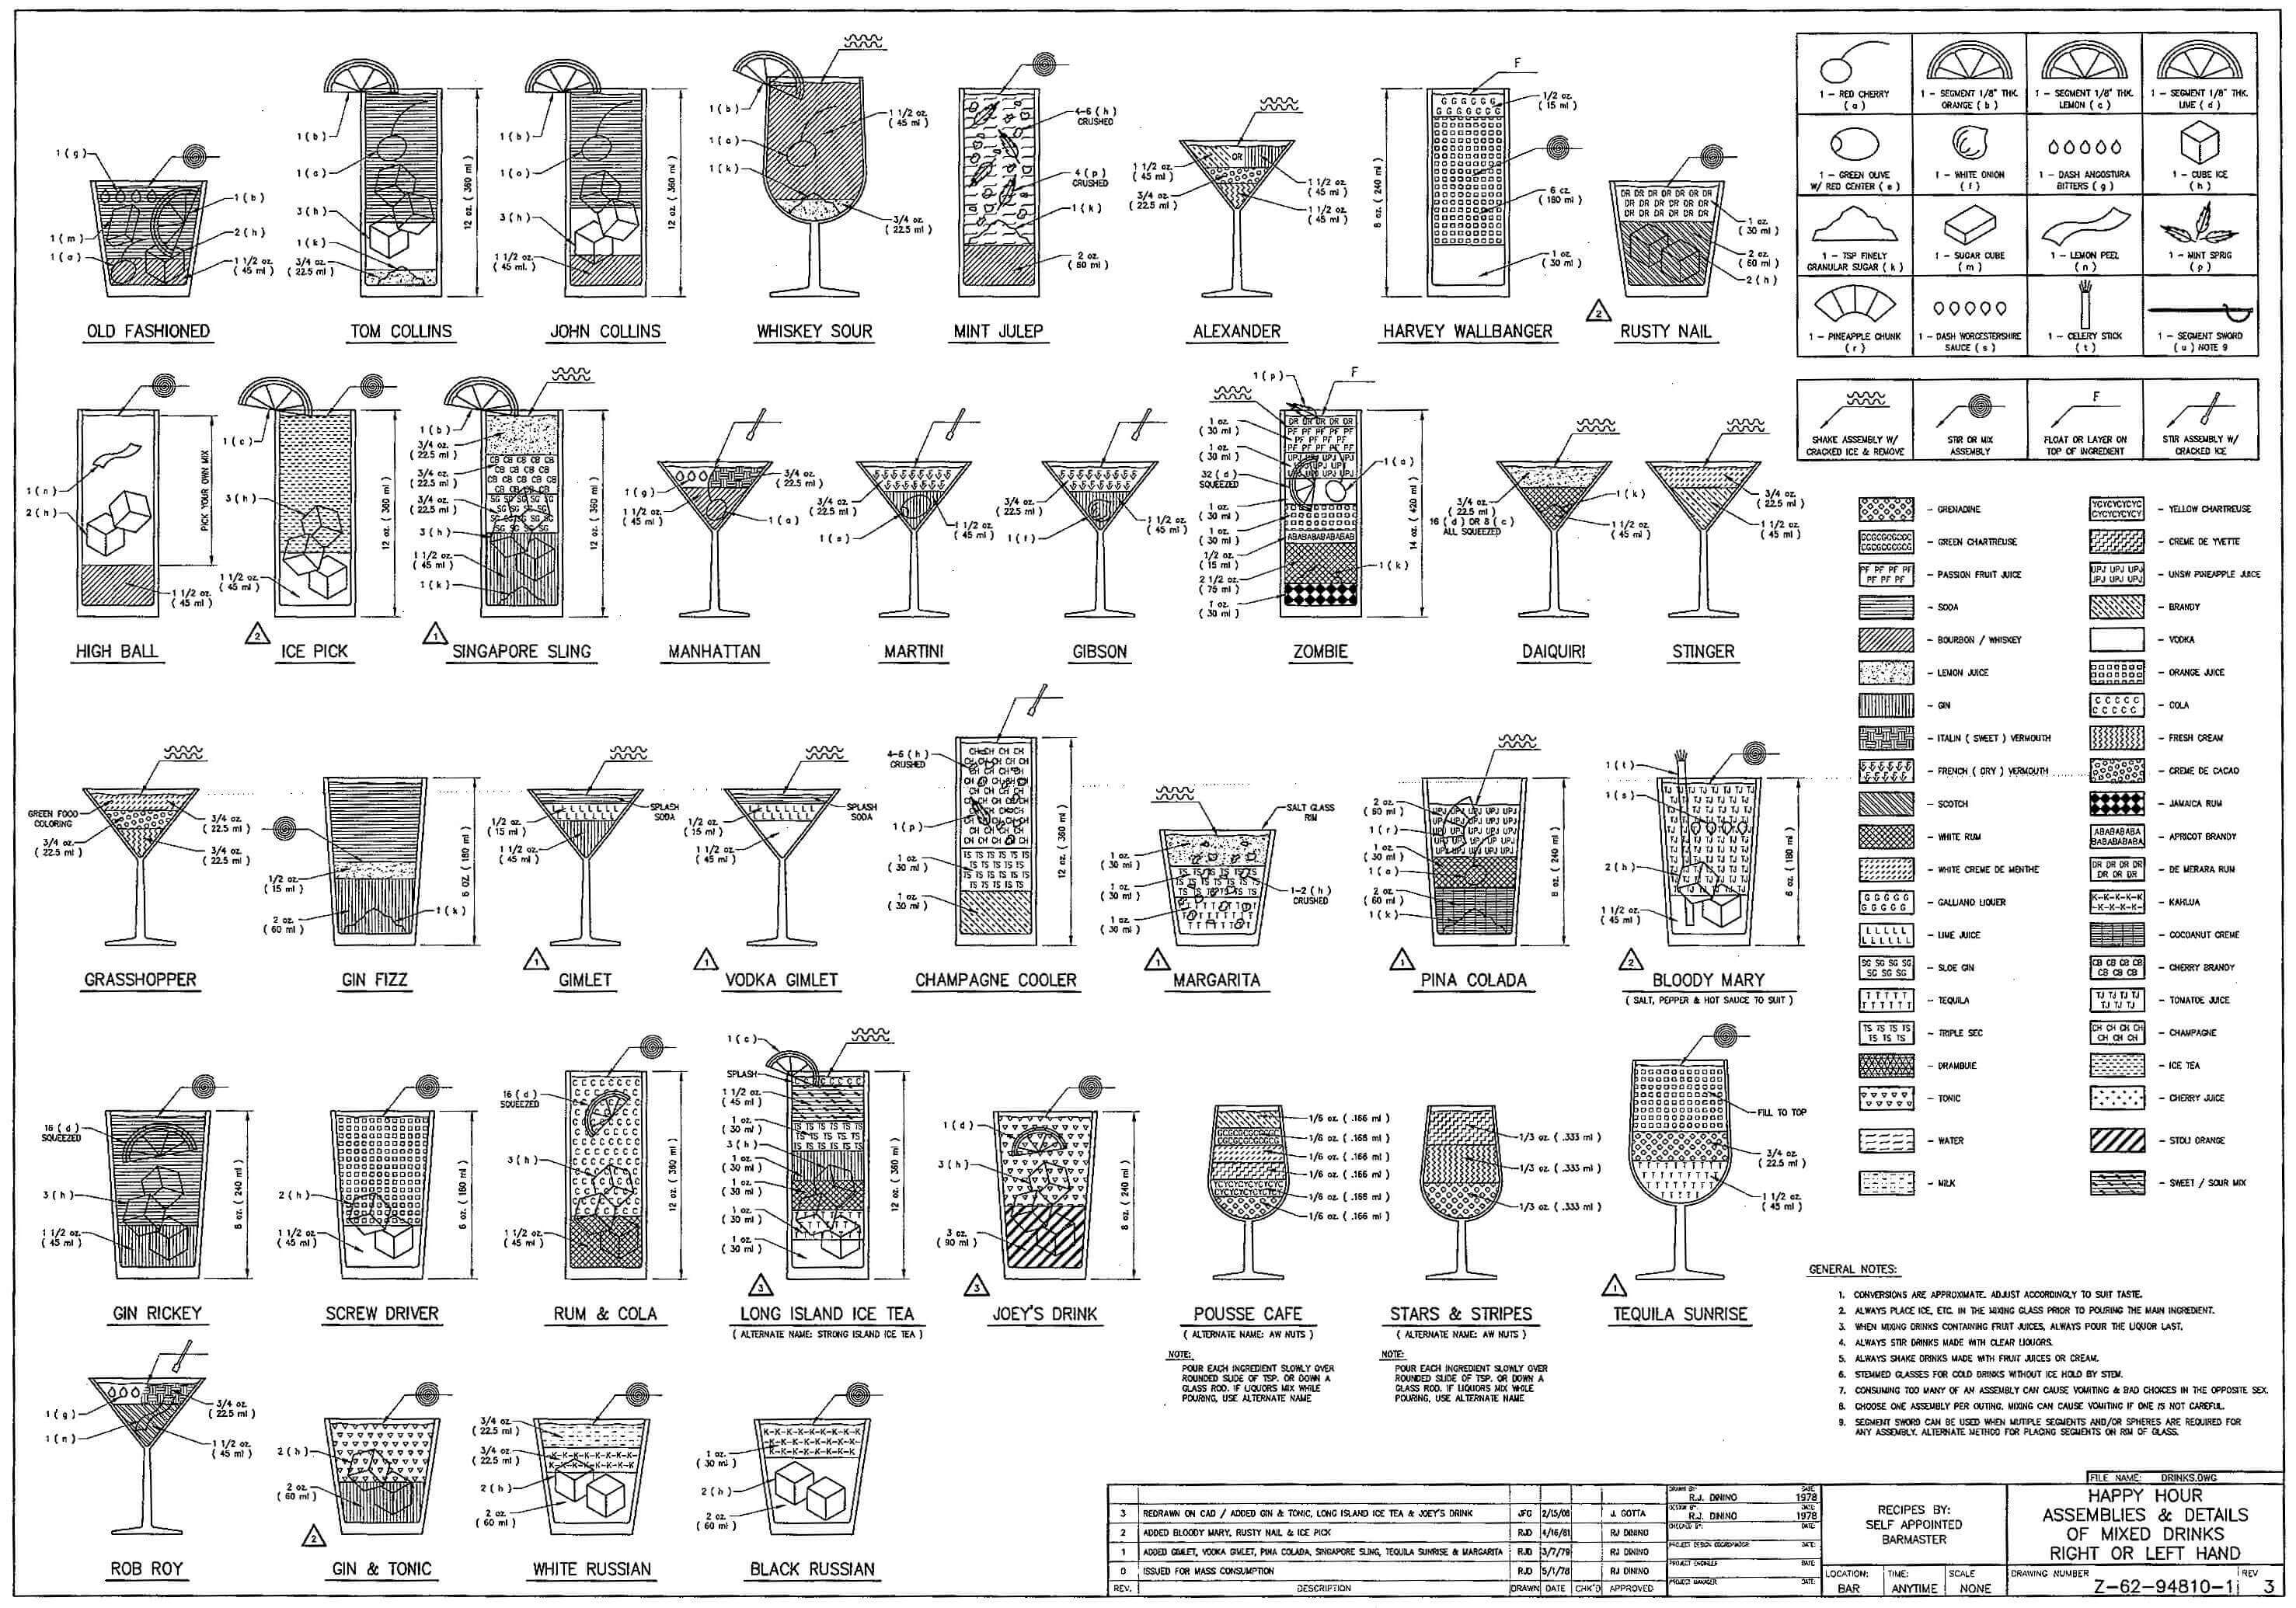 1 ( g )
1 ( m )
1 ( a )
1 ( b )
2 ( h )
1 1/2 oz.
( 45 ml )
OLD FASHIONED
1 ( b )
1 ( a )
3 ( h )
1 ( k )
3/4 oz.
( 22.5 ml )
12 oz. ( 360 ml )
TOM COLLINS
1 ( b )
1 ( a )
3 ( h )
1 1/2 oz.
( 45 ml. )
12 oz. ( 360 ml )
JOHN COLLINS
1 ( b )
1 ( a )
1 ( k )
1 1/2 oz.
( 45 ml )
3/4 oz.
( 22.5 ml )
WHISKEY SOUR
4-6 ( h )
CRUSHED
4 ( p )
CRUSHED
1 ( k )
2 oz.
( 60 ml )
MINT JULEP
1 1/2 oz.
( 45 ml )
3/4 oz.
( 22.5 ml )
OR
1 1/2 oz.
( 45 ml )
1 1/2 oz.
( 45 ml )
ALEXANDER
F
8 oz. ( 240 ml )
1/2 oz.
( 15 ml )
6 oz.
( 180 ml )
1 oz.
( 30 ml )
HARVEY WALLBANGER
1 oz.
( 30 ml )
2 oz.
( 60 ml )
2 ( h )
2
RUSTY NAIL
1 - RED CHERRY
( a )
1 - SEGMENT 1/8" THK.
ORANGE ( b )
1 - SEGMENT 1/8" THK.
LEMON ( c )
1 - SEGMENT 1/8" THK.
LIME ( d )
1 - GREEN OLIVE
W/ RED CENTER ( e )
1 - WHITE ONION
( f )
1 - DASH ANGOSTURA
BITTERS ( g )
1 - CUBE ICE
( h )
1 - TSP FINELY
GRANULAR SUGAR ( k )
1 - SUGAR CUBE
( m )
1 - LEMON PEEL
( n )
1 - MINT SPRIG
( p )
1 - PINEAPPLE CHUNK
( r )
1 - DASH WORCESTERSHIRE
SAUCE ( s )
1 - CELERY STICK
( t )
1 - SEGMENT SWORD
( u ) NOTE 9
SHAKE ASSEMBLY W/
CRACKED ICE & REMOVE
STIR OR MIX
ASSEMBLY
F
FLOAT OR LAYER ON
TOP OF INGREDIENT
STIR ASSEMBLY W/
CRACKED ICE
1 ( n )
2 ( h )
PICK YOUR OWN MIX
1 1/2 oz.
( 45 ml )
HIGH BALL
1 ( c )
3 ( h )
1 1/2 oz.
( 45 ml )
12 oz. ( 360 ml )
2
ICE PICK
1 ( b )
3/4 oz.
( 22.5 ml )
3/4 oz.
( 22.5 ml )
3/4 oz.
( 22.5 ml )
3 ( h )
1 1/2 oz.
( 45 ml )
1 ( k )
12 oz. ( 360 ml )
1
SINGAPORE SLING
1 ( g )
1 1/2 oz.
( 45 ml )
3/4 oz.
( 22.5 ml )
1 ( a )
MANHATTAN
3/4 oz.
( 22.5 ml )
1 ( e )
1 1/2 oz.
( 45 ml )
MARTINI
3/4 oz.
( 22.5 ml )
1 ( f )
1 1/2 oz.
( 45 ml )
GIBSON
1 ( p )
F
1 oz.
( 30 ml )
1 oz.
( 30 ml )
32 ( d )
SQUEEZED
1 oz.
( 30 ml )
1 oz.
( 30 ml )
1/2 oz.
( 15 ml )
2 1/2 oz.
( 75 ml )
1 oz.
( 30 ml )
1 ( a )
1 ( k )
14 oz. ( 420 ml )
ZOMBIE
3/4 oz.
( 22.5 ml )
16 ( d ) OR 8 ( c )
ALL SQUEEZED
1 ( k )
1 1/2 oz.
( 45 ml )
DAIQUIRI
3/4 oz.
( 22.5 ml )
1 1/2 oz.
( 45 ml )
STINGER
- GRENADINE
- GREEN CHARTREUSE
- PASSION FRUIT JUICE
- SODA
- BOURBON / WHISKEY
- LEMON JUICE
- GIN
- ITALIN ( SWEET ) VERMOUTH
- FRENCH ( DRY ) VERMOUTH
- SCOTCH
- WHITE RUM
- WHITE CREME DE MENTHE
- GALLIANO LIQUER
- LIME JUICE
- SLOE GIN
- TEQUILA
- TRIPLE SEC
- DRAMBUIE
- TONIC
- WATER
- MILK
- YELLOW CHARTREUSE
- CREME DE YVETTE
- UNSW PINEAPPLE JUICE
- BRANDY
- VODKA
- ORANGE JUICE
- COLA
- FRESH CREAM
- CREME DE CACAO
- JAMAICA RUM
- APRICOT BRANDY
- DE MERARA RUM
- KAHLUA
- COCOANUT CREME
- CHERRY BRANDY
- TOMATOE JUICE
- CHAMPAGNE
- ICE TEA
- CHERRY JUICE
- STOLI ORANGE
- SWEET / SOUR MIX
GREEN FOOD
COLORING
3/4 oz.
( 22.5 ml )
3/4 oz.
( 22.5 ml )
3/4 oz.
( 22.5 ml )
GRASSHOPPER
1/2 oz.
( 15 ml )
2 oz.
( 60 ml )
1 ( k )
6 oz. ( 180 ml )
GIN FIZZ
1/2 oz.
( 15 ml )
1 1/2 oz.
( 45 ml )
SPLASH
SODA
1
GIMLET
1/2 oz.
( 15 ml )
1 1/2 oz.
( 45 ml )
SPLASH
SODA
1
VODKA GIMLET
4-6 ( h )
CRUSHED
1 ( p )
1 oz.
( 30 ml )
1 oz.
( 30 ml )
12 oz. ( 360 ml )
CHAMPAGNE COOLER
SALT GLASS
RIM
1 oz.
( 30 ml )
1 oz.
( 30 ml )
1 oz.
( 30 ml )
1-2 ( h )
CRUSHED
1
MARGARITA
2 oz.
( 60 ml )
1 ( r )
1 oz.
( 30 ml )
1 ( a )
2 oz.
( 60 ml )
1 ( k )
8 oz. ( 240 ml )
1
PINA COLADA
1 ( t )
1 ( s )
2 ( h )
1 1/2 oz.
( 45 ml )
6 oz. ( 180 ml )
2
BLOODY MARY
( SALT, PEPPER & HOT SAUCE TO SUIT )
16 ( d )
SQUEEZED
3 ( h )
1 1/2 oz.
( 45 ml )
8 oz. ( 240 ml )
GIN RICKEY
2 ( h )
1 1/2 oz.
( 45 ml )
6 oz. ( 180 ml )
SCREW DRIVER
16 ( d )
SQUEEZED
3 ( h )
1 1/2 oz.
( 45 ml )
12 oz. ( 360 ml )
RUM & COLA
1 ( c )
SPLASH
1 1/2 oz.
( 45 ml )
1 oz.
( 30 ml )
3 ( h )
1 oz.
( 30 ml )
1 oz.
( 30 ml )
1 oz.
( 30 ml )
1 oz.
( 30 ml )
12 oz. ( 360 ml )
3
LONG ISLAND ICE TEA
( ALTERNATE NAME: STRONG ISLAND ICE TEA )
1 ( d )
3 ( h )
3 oz.
( 90 ml )
8 oz. ( 240 ml )
3
JOEY'S DRINK
1/6 oz. ( .166 ml )
1/6 oz. ( .166 ml )
1/6 oz. ( .166 ml )
1/6 oz. ( .166 ml )
1/6 oz. ( .166 ml )
1/6 oz. ( .166 ml )
POUSSE CAFE
( ALTERNATE NAME: AW NUTS )
NOTE:
POUR EACH INGREDIENT SLOWLY OVER
ROUNDED SLIDE OF TSP. OR DOWN A
GLASS ROD. IF LIQUORS MIX WHILE
POURING, USE ALTERNATE NAME
1/3 oz. ( .333 ml )
1/3 oz. ( .333 ml )
1/3 oz. ( .333 ml )
STARS & STRIPES
( ALTERNATE NAME: AW NUTS )
NOTE:
POUR EACH INGREDIENT SLOWLY OVER
ROUNDED SLIDE OF TSP. OR DOWN A
GLASS ROD. IF LIQUORS MIX WHILE
POURING, USE ALTERNATE NAME
FILL TO TOP
3/4 oz.
( 22.5 ml )
1 1/2 oz.
( 45 ml )
1
TEQUILA SUNRISE
GENERAL NOTES:
1. CONVERSIONS ARE APPROXIMATE. ADJUST ACCORDINGLY TO SUIT TASTE.
2. ALWAYS PLACE ICE, ETC. IN THE MIXING GLASS PRIOR TO POURING THE MAIN INGREDIENT.
3. WHEN MIXING DRINKS CONTAINING FRUIT JUICES, ALWAYS POUR THE LIQUOR LAST.
4. ALWAYS STIR DRINKS MADE WITH CLEAR LIQUORS.
5. ALWAYS SHAKE DRINKS MADE WITH FRUIT JUICES OR CREAM.
6. STEMMED GLASSES FOR COLD DRINKS WITHOUT ICE HOLD BY STEM.
7. CONSUMING TOO MANY OF AN ASSEMBLY CAN CAUSE VOMITING & BAD CHOICES IN THE OPPOSITE SEX.
8. CHOOSE ONE ASSEMBLY PER OUTING. MIXING CAN CAUSE VOMITING IF ONE IS NOT CAREFUL.
9. SEGMENT SWORD CAN BE USED WHEN MUTIPLE SEGMENTS AND/OR SPHERES ARE REQUIRED FOR
ANY ASSEMBLY. ALTERNATE METHOD FOR PLACING SEGMENTS ON RIM OF GLASS.
1 ( g )
1 ( n )
3/4 oz.
( 22.5 ml )
1 1/2 oz.
( 45 ml )
ROB ROY
2 ( h )
2 oz.
( 60 ml )
2
GIN & TONIC
3/4 oz.
( 22.5 ml )
3/4 oz.
( 22.5 ml )
2 ( h )
2 oz.
( 60 ml )
WHITE RUSSIAN
1 oz.
( 30 ml )
2 ( h )
2 oz.
( 60 ml )
BLACK RUSSIAN
3 REDRAWN ON CAD / ADDED GIN & TONIC, LONG ISLAND ICE TEA & JOEY'S DRINK JFG 2/15/08 J. GOTTA
2 ADDED BLOODY MARY, RUSTY NAIL & ICE PICK RJD 4/16/81 RJ DININO
1 ADDED GIMLET, VODKA GIMLET, PINA COLADA, SINGAPORE SLING, TEQUILA SUNRISE & MARGARITA RJD 3/7/79 RJ DININO
0 ISSUED FOR MASS CONSUMPTION RJD 5/1/78 RJ DININO
REV. DESCRIPTION DRAWN DATE CHK'D APPROVED
DRAWN BY: R.J. DININO DATE: 1978
DESIGN BY: R.J. DININO DATE: 1978
CHECKED BY: DATE:
PROJECT DESIGN COORDINATOR: DATE:
PROJECT ENGINEER DATE
PROJECT MANAGER DATE:
RECIPES BY:
SELF APPOINTED
BARMASTER
LOCATION: BAR
TIME: ANYTIME
SCALE NONE
FILE NAME: DRINKS.DWG
HAPPY HOUR
ASSEMBLIES & DETAILS
OF MIXED DRINKS
RIGHT OR LEFT HAND
DRAWING NUMBER
Z-62-94810-1
REV 3